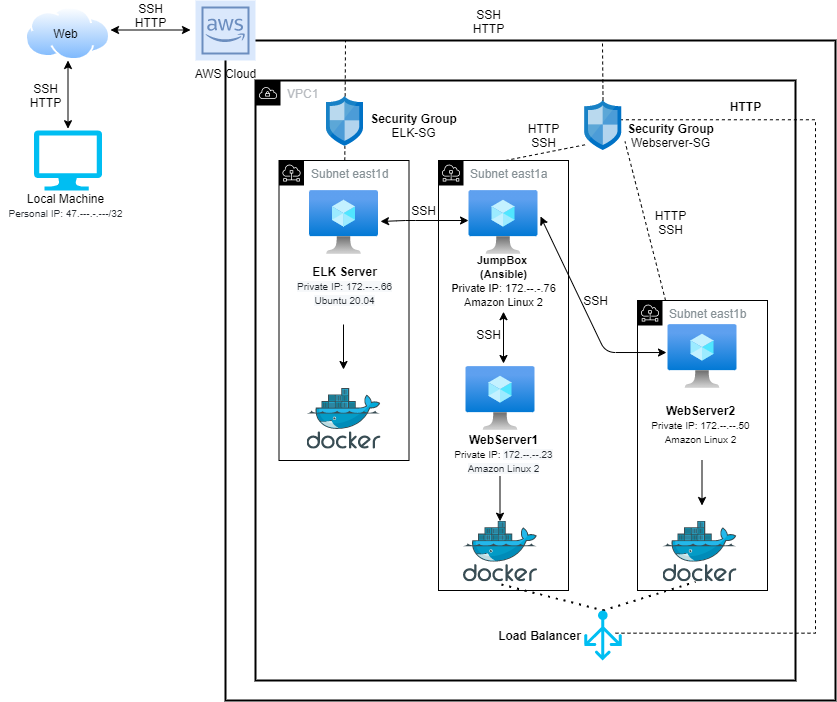 SSH
HTTP
SSH
HTTP
Web
aws
AWS Cloud
SSH
HTTP
Local Machine
Personal IP: 47.---.-.---/32
VPC1
Security Group
ELK-SG
HTTP
SSH
Security Group
Webserver-SG
HTTP
Subnet east1d
ELK Server
Private IP: 172.--.-.66
Ubuntu 20.04
docker
SSH
Subnet east1a
JumpBox
(Ansible)
Private IP: 172.--.-.76
Amazon Linux 2
SSH
WebServer1
Private IP: 172.--.--.23
Amazon Linux 2
docker
HTTP
SSH
SSH
Subnet east1b
WebServer2
Private IP: 172.--.--.50
Amazon Linux 2
docker
Load Balancer